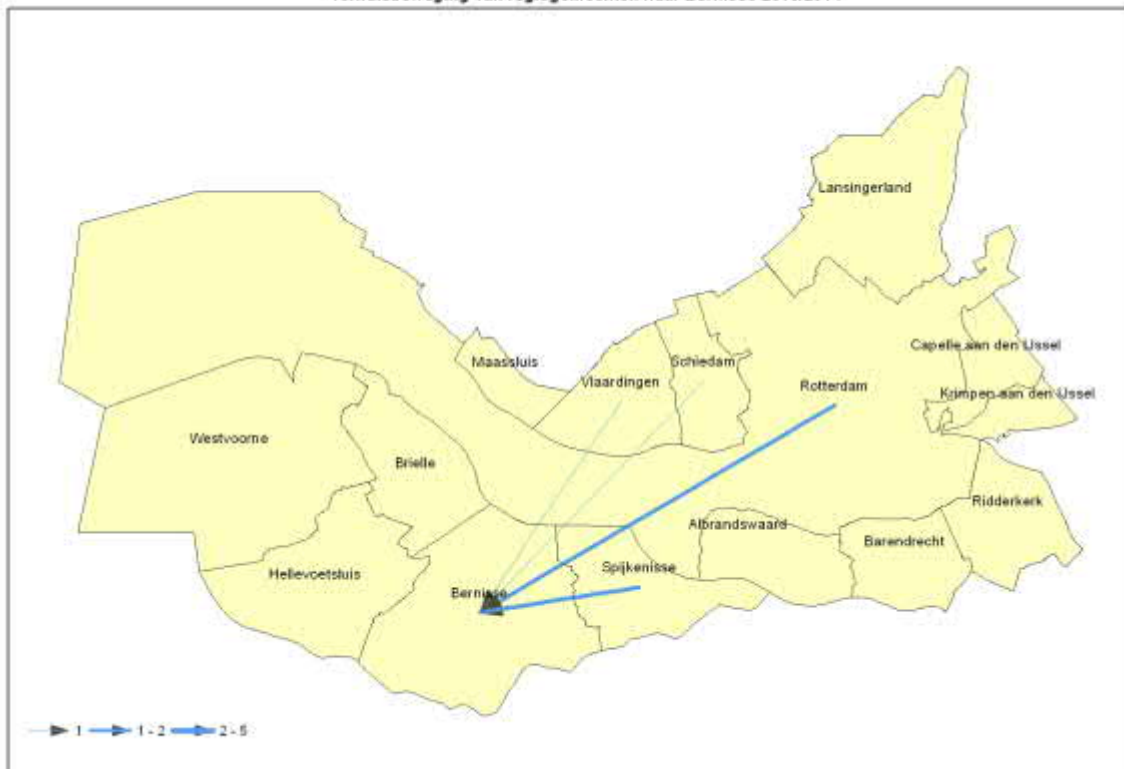 Lansingerland
Capelle aan den IJssel
Maassluis
Schiedam
Vlaardingen
Rotterdam
Krimpen aan den IJssel
Westvoorne
Brielle
Ridderkerk
Albrandswaard
Barendrecht
Hellevoetsluis
Spijkenisse
Bernisse
1 1 - 2 2 - 5